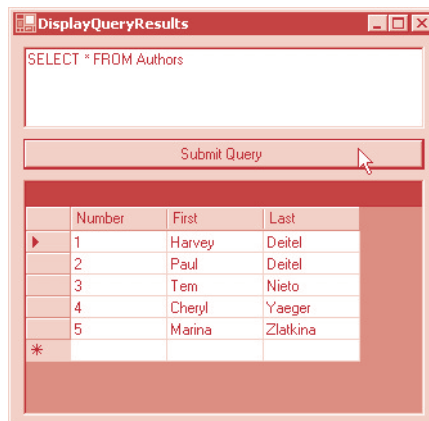 DisplayQueryResults
SELECT * FROM Authors
Submit Query
Number First Last
1 Harvey Deitel
2 Paul Deitel
3 Tem Nieto
4 Cheryl Yaeger
5 Marina Zlatkina
*